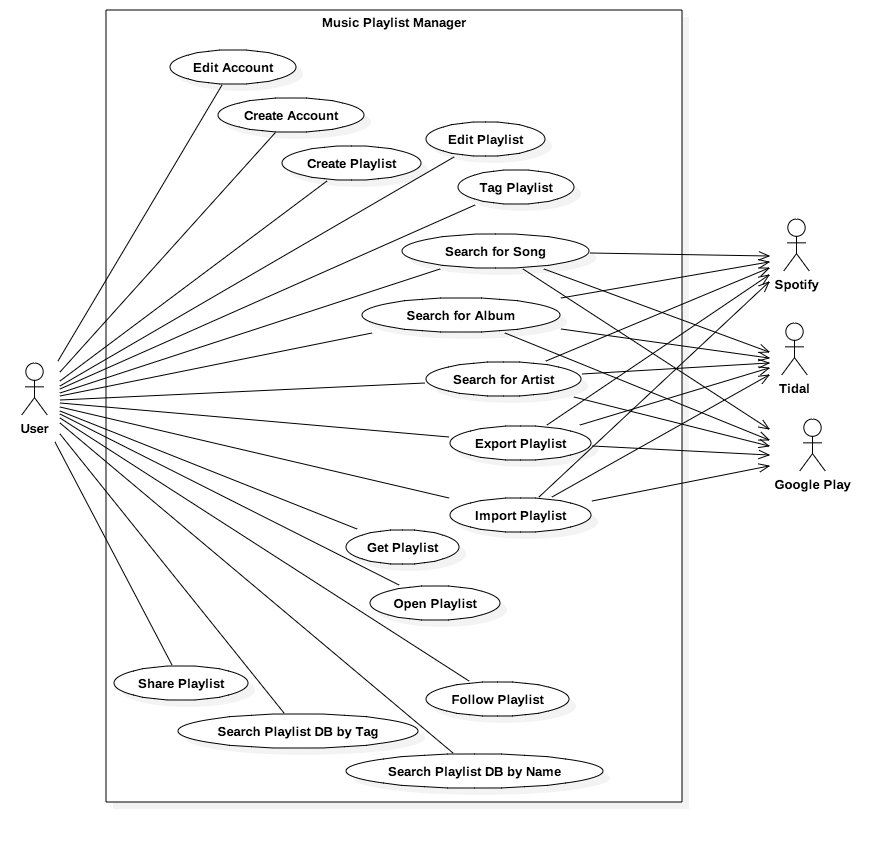 Music Playlist Manager
Edit Account
Create Account
Edit Playlist
Create Playlist
Tag Playlist
Search for Song
Spotify
Search for Album
Search for Artist
Tidal
User
Export Playlist
Google Play
Import Playlist
Get Playlist
Open Playlist
Share Playlist
Follow Playlist
Search Playlist DB by Tag
Search Playlist DB by Name